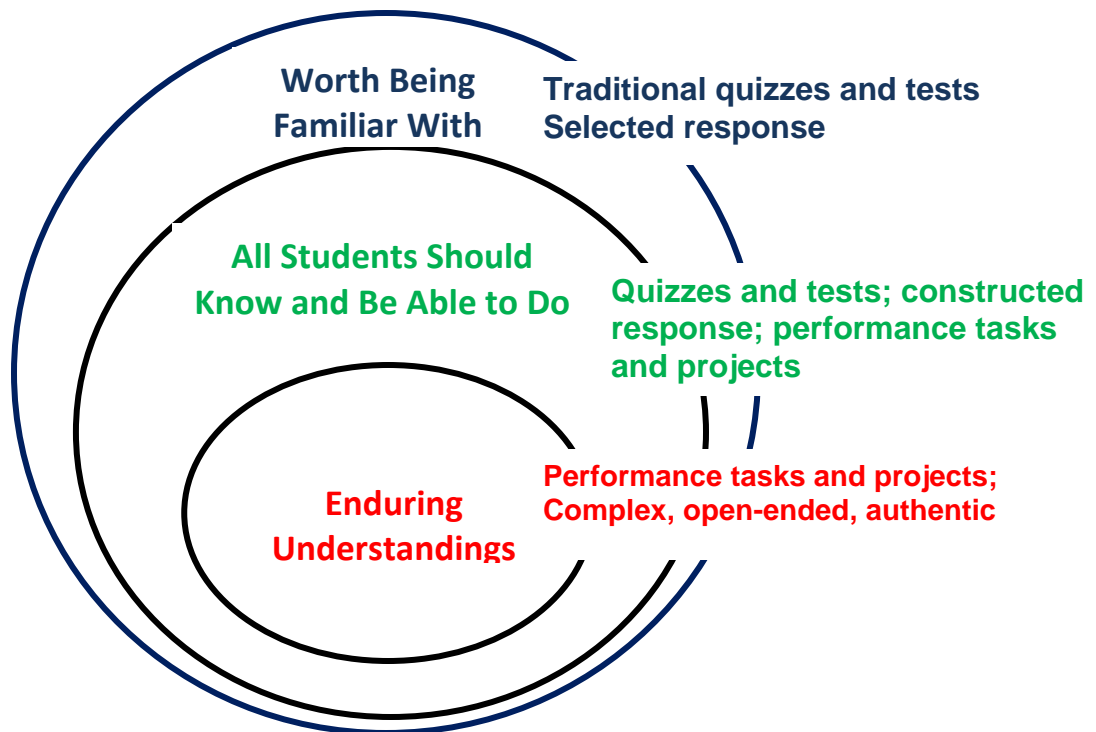 Worth Being
Familiar With
Traditional quizzes and tests
Selected response
All Students Should
Know and Be Able to Do
Quizzes and tests; constructed
response; performance tasks
and projects
Enduring
Understandings
Performance tasks and projects;
Complex, open-ended, authentic